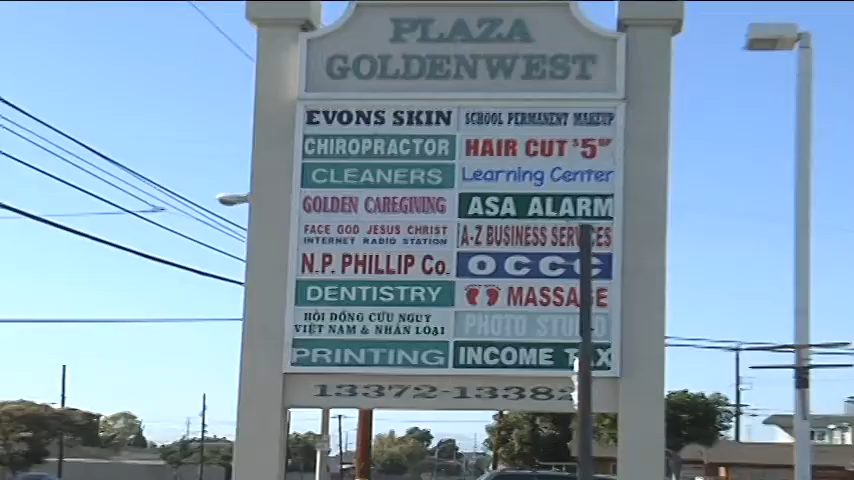 PLAZA
GOLDENWEST
EVONS SKIN
SCHOOL PERMANENT MAKEUP
CHIROPRACTOR
HAIR CUT $5 UP
CLEANERS
Learning Center
GOLDEN CAREGIVING
ASA ALARM
FACE GOD JESUS CHRIST
INTERNET RADIO STATION
A-Z BUSINESS SERVICES
N.P. PHILLIP Co.
OCCC
DENTISTRY
MASSAGE
HỘI ĐỒNG CỨU NGUY
VIỆT NAM & NHÂN LOẠI
PHOTO STUDIO
PRINTING
INCOME TAX
13372-13382